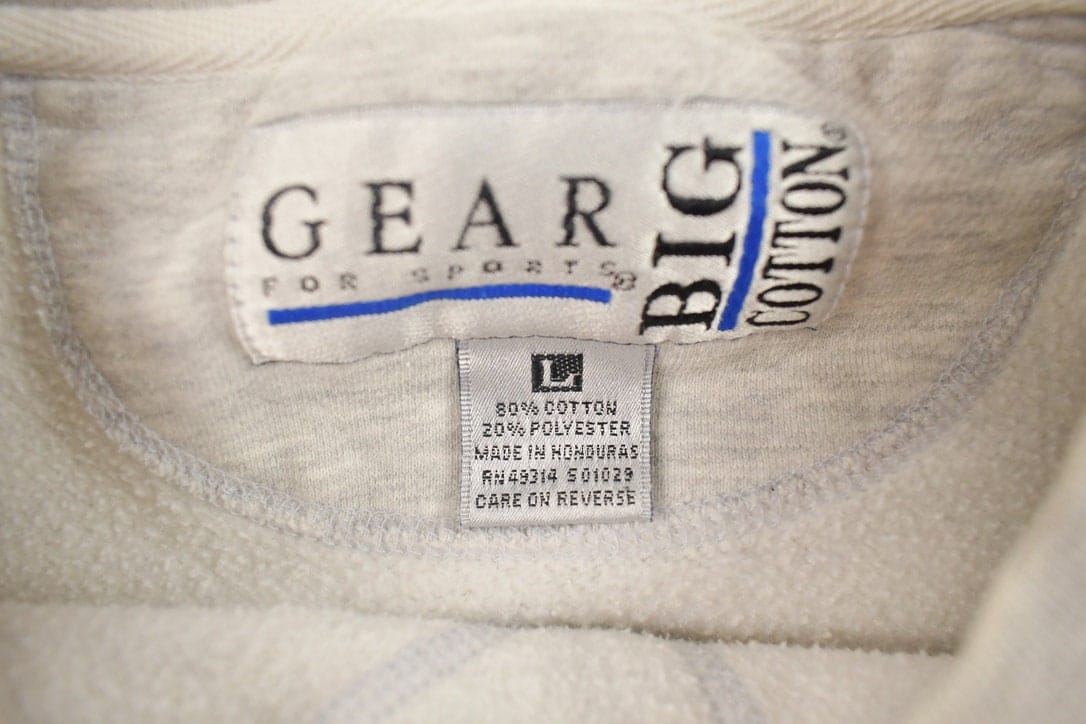 GEAR
FOR SPORTS®
BIG
COTTON®
L
80% COTTON
20% POLYESTER
MADE IN HONDURAS
RN49314 S01029
CARE ON REVERSE